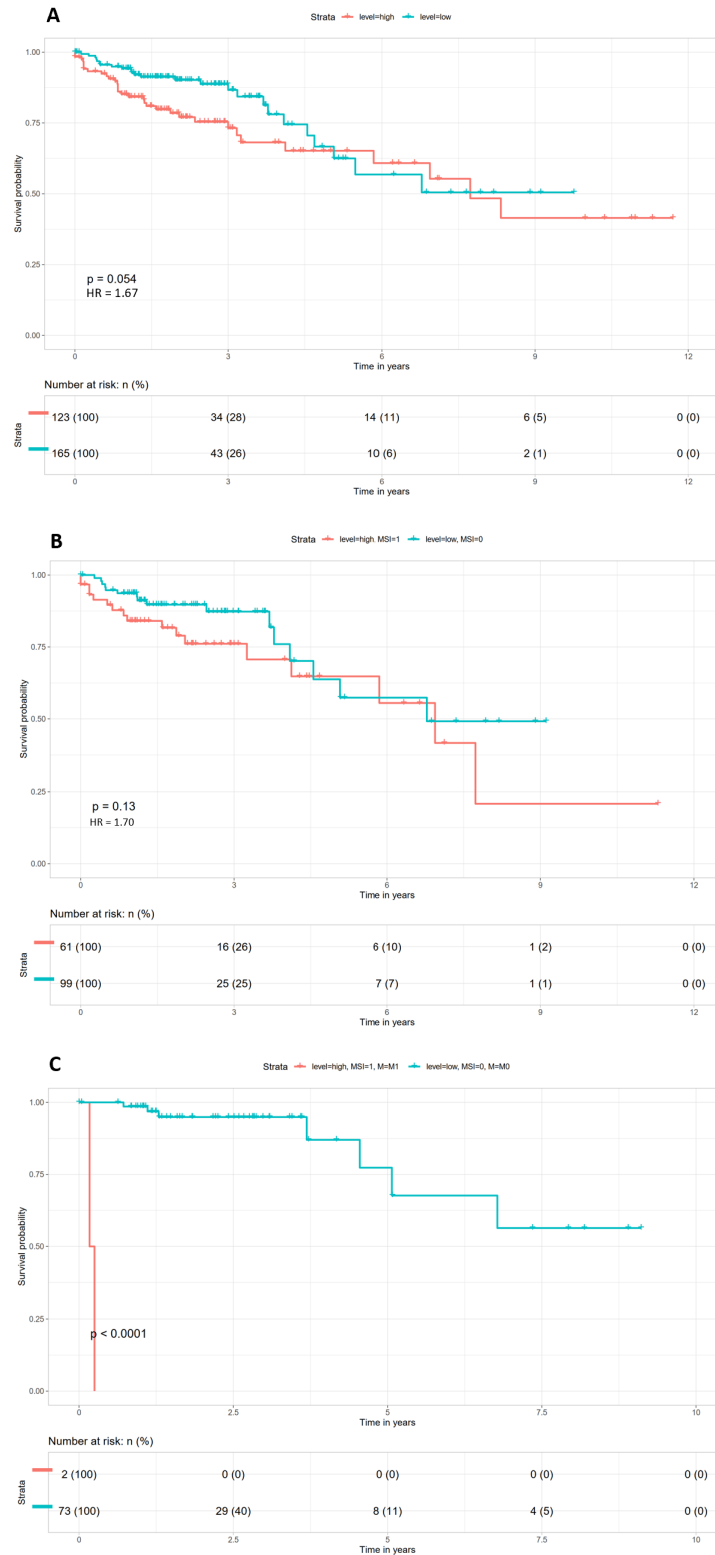 A
Strata level=high level=low
1.00
0.75
0.50
0.25
0.00
Survival probability
p = 0.054
HR = 1.67
0 3 6 9 12
Time in years
Number at risk: n (%)
Strata
123 (100) 34 (28) 14 (11) 6 (5) 0 (0)
165 (100) 43 (26) 10 (6) 2 (1) 0 (0)
0 3 6 9 12
Time in years
B
Strata level=high, MSI=1 level=low, MSI=0
1.00
0.75
0.50
0.25
0.00
Survival probability
p = 0.13
HR = 1.70
0 3 6 9 12
Time in years
Number at risk: n (%)
Strata
61 (100) 16 (26) 6 (10) 1 (2) 0 (0)
99 (100) 25 (25) 7 (7) 1 (1) 0 (0)
0 3 6 9 12
Time in years
C
Strata level=high, MSI=1, M=M1 level=low, MSI=0, M=M0
1.00
0.75
0.50
0.25
0.00
Survival probability
p < 0.0001
0 2.5 5 7.5 10
Time in years
Number at risk: n (%)
Strata
2 (100) 0 (0) 0 (0) 0 (0) 0 (0)
73 (100) 29 (40) 8 (11) 4 (5) 0 (0)
0 2.5 5 7.5 10
Time in years